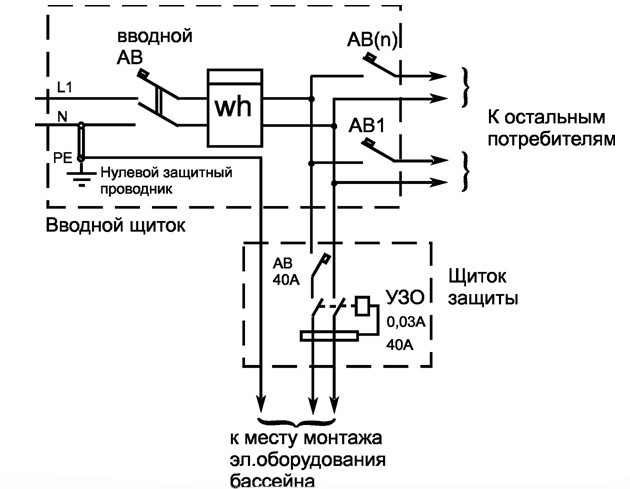 вводной
АВ
L1
N
PE
wh
АВ(n)
АВ1
К остальным
потребителям
Нулевой защитный
проводник
Вводной щиток
АВ
40А
УЗО
0,03А
40А
Щиток
защиты
к месту монтажа
эл.оборудования
бассейна